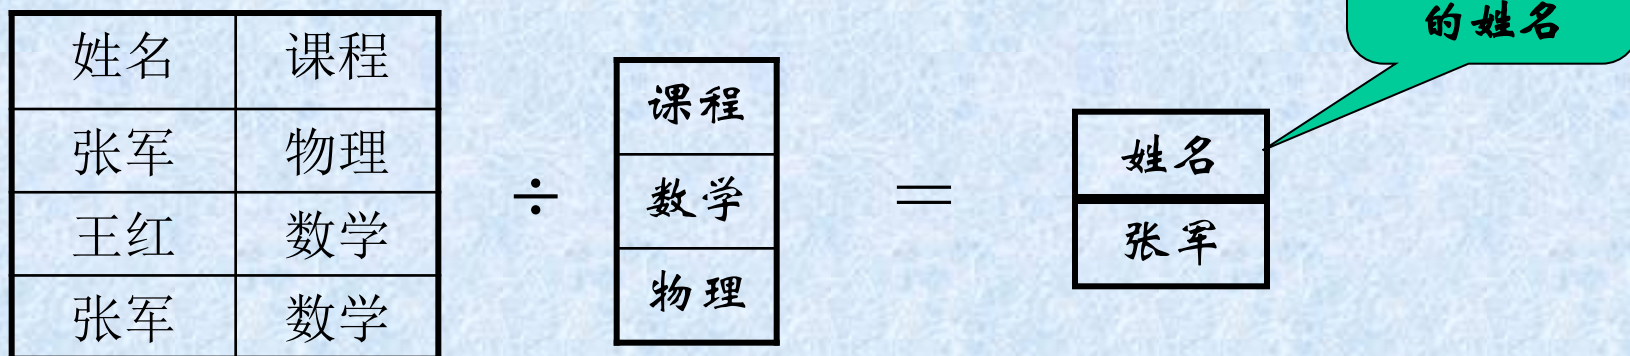 的姓名
姓名 课程
张军 物理
王红 数学
张军 数学
÷
课程
数学
物理
=
姓名
张军